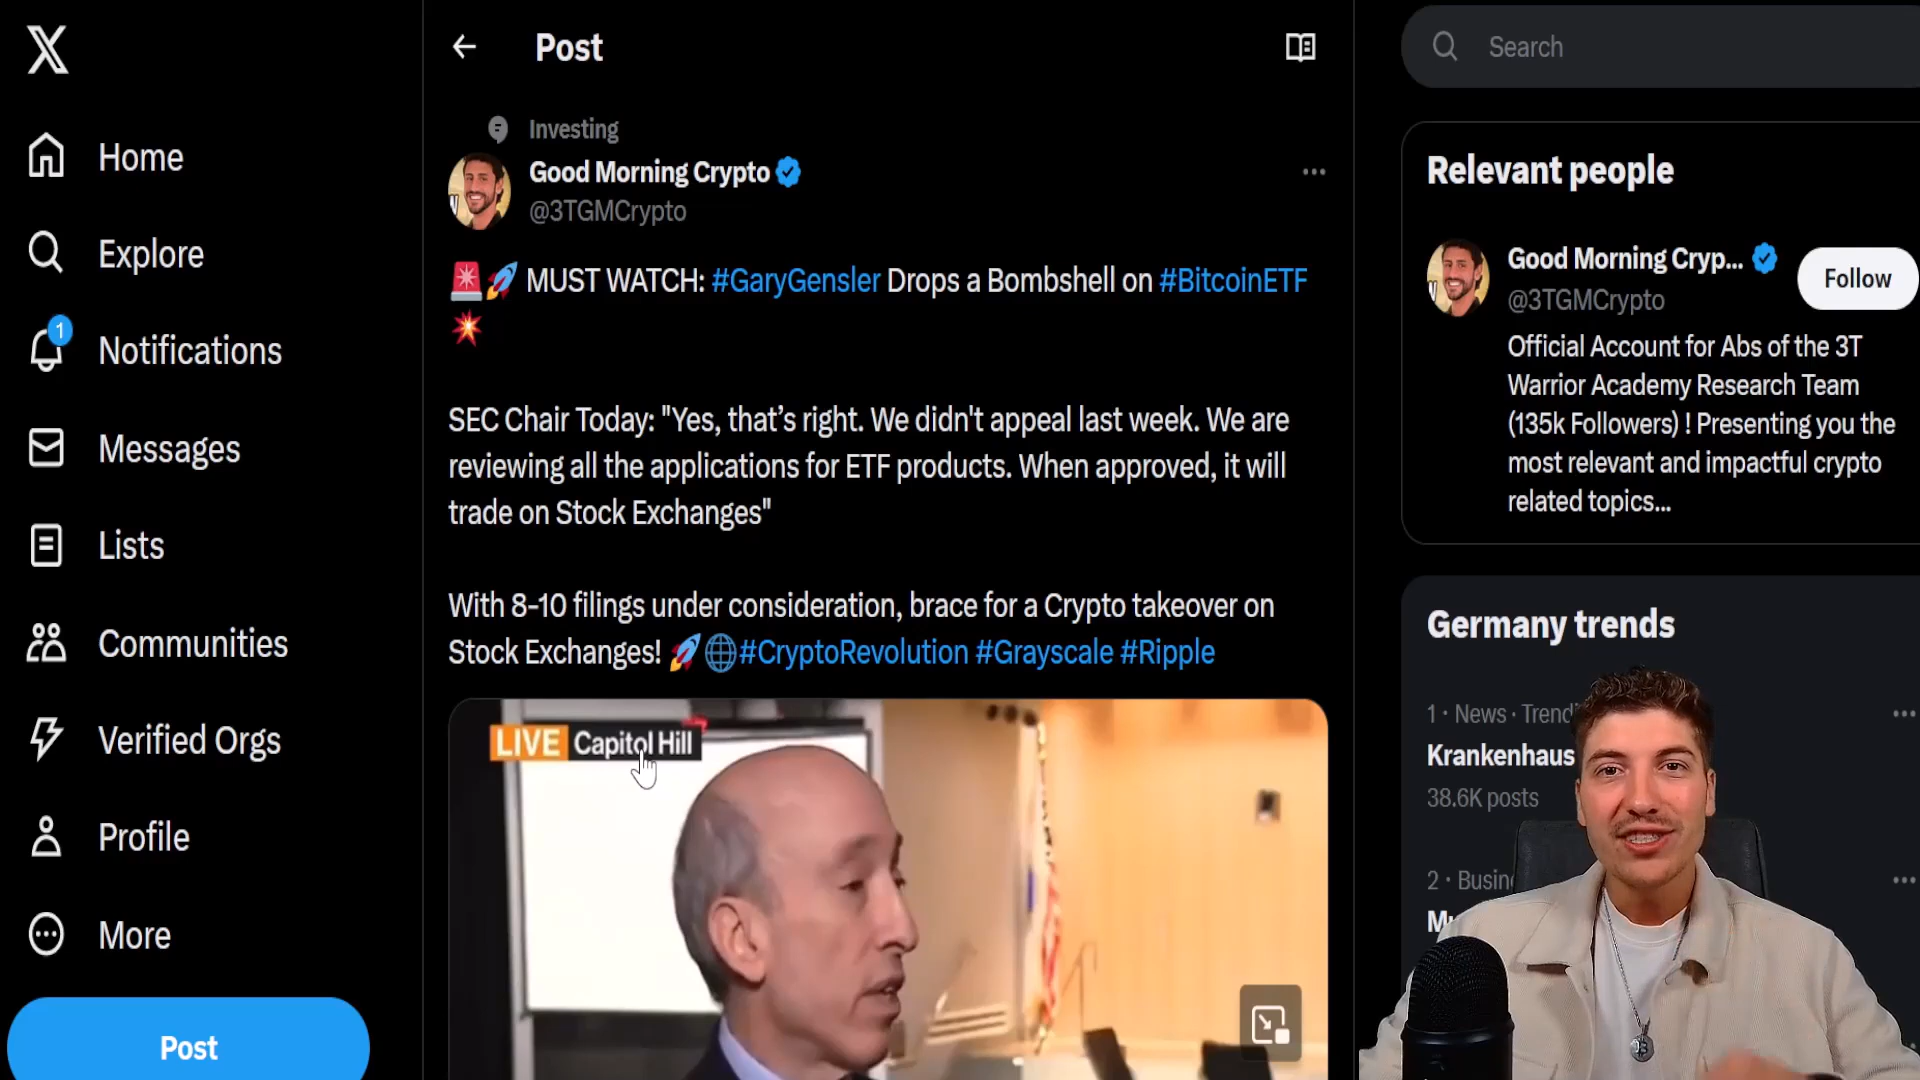 Home
Explore
1
Notifications
Messages
Lists
Communities
Verified Orgs
Profile
More
Post
Post
Investing
Good Morning Crypto
@3TGMCrypto
🚨🚀 MUST WATCH: #GaryGensler Drops a Bombshell on #BitcoinETF
💥
SEC Chair Today: "Yes, that’s right. We didn't appeal last week. We are
reviewing all the applications for ETF products. When approved, it will
trade on Stock Exchanges"
With 8-10 filings under consideration, brace for a Crypto takeover on
Stock Exchanges! 🚀🌐#CryptoRevolution #Grayscale #Ripple
LIVE Capitol Hill
Search
Relevant people
Good Morning Cryp...
@3TGMCrypto
Follow
Official Account for Abs of the 3T
Warrior Academy Research Team
(135k Followers) ! Presenting you the
most relevant and impactful crypto
related topics...
Germany trends
1 · News · Trend
Krankenhaus
38.6K posts
2 · Busin